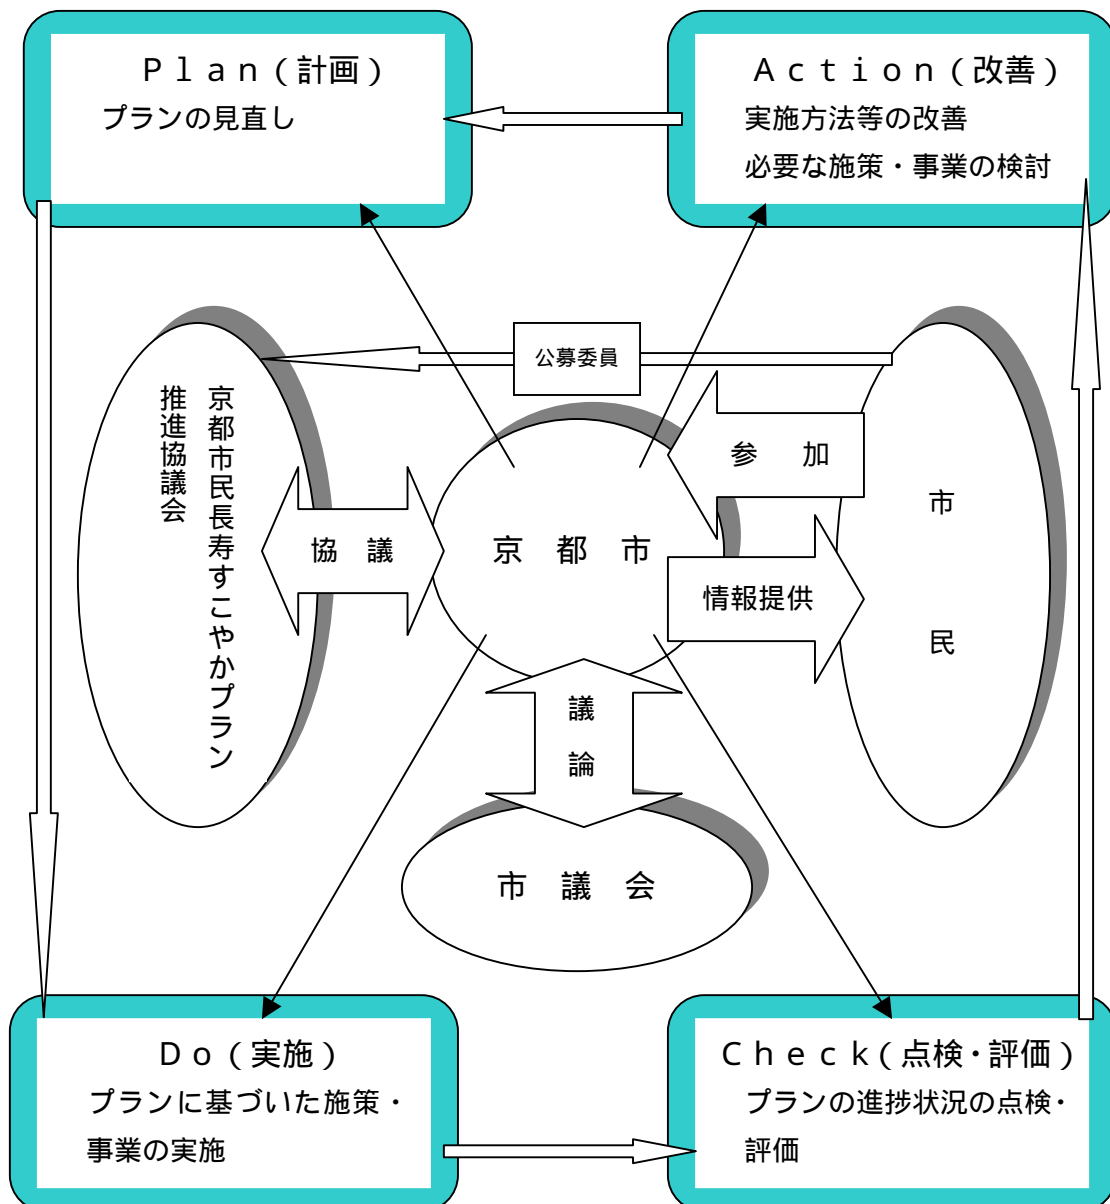 Ｐｌａｎ（計画）
プランの見直し
Ａｃｔｉｏｎ（改善）
実施方法等の改善
必要な施策・事業の検討
公募委員
京都市民長寿すこやかプラン
推進協議会
協　議
京　都　市
参　加
情報提供
市　民
議論
市　議　会
Ｄｏ（実施）
プランに基づいた施策・
事業の実施
Ｃｈｅｃｋ（点検・評価）
プランの進捗状況の点検・
評価